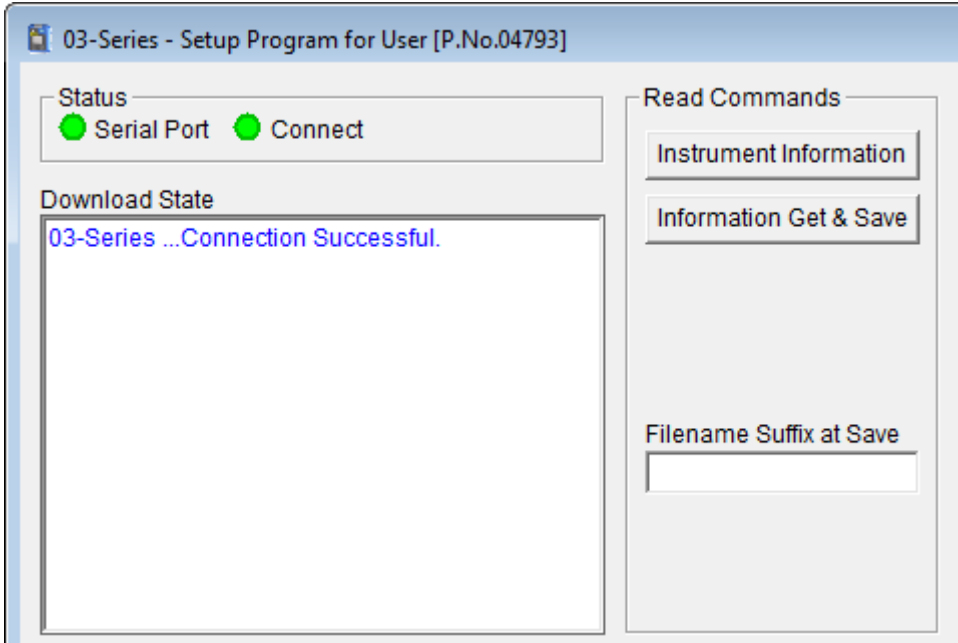 03-Series - Setup Program for User [P.No.04793]
Status
Serial Port Connect
Download State
03-Series ...Connection Successful.
Read Commands
Instrument Information
Information Get & Save
Filename Suffix at Save